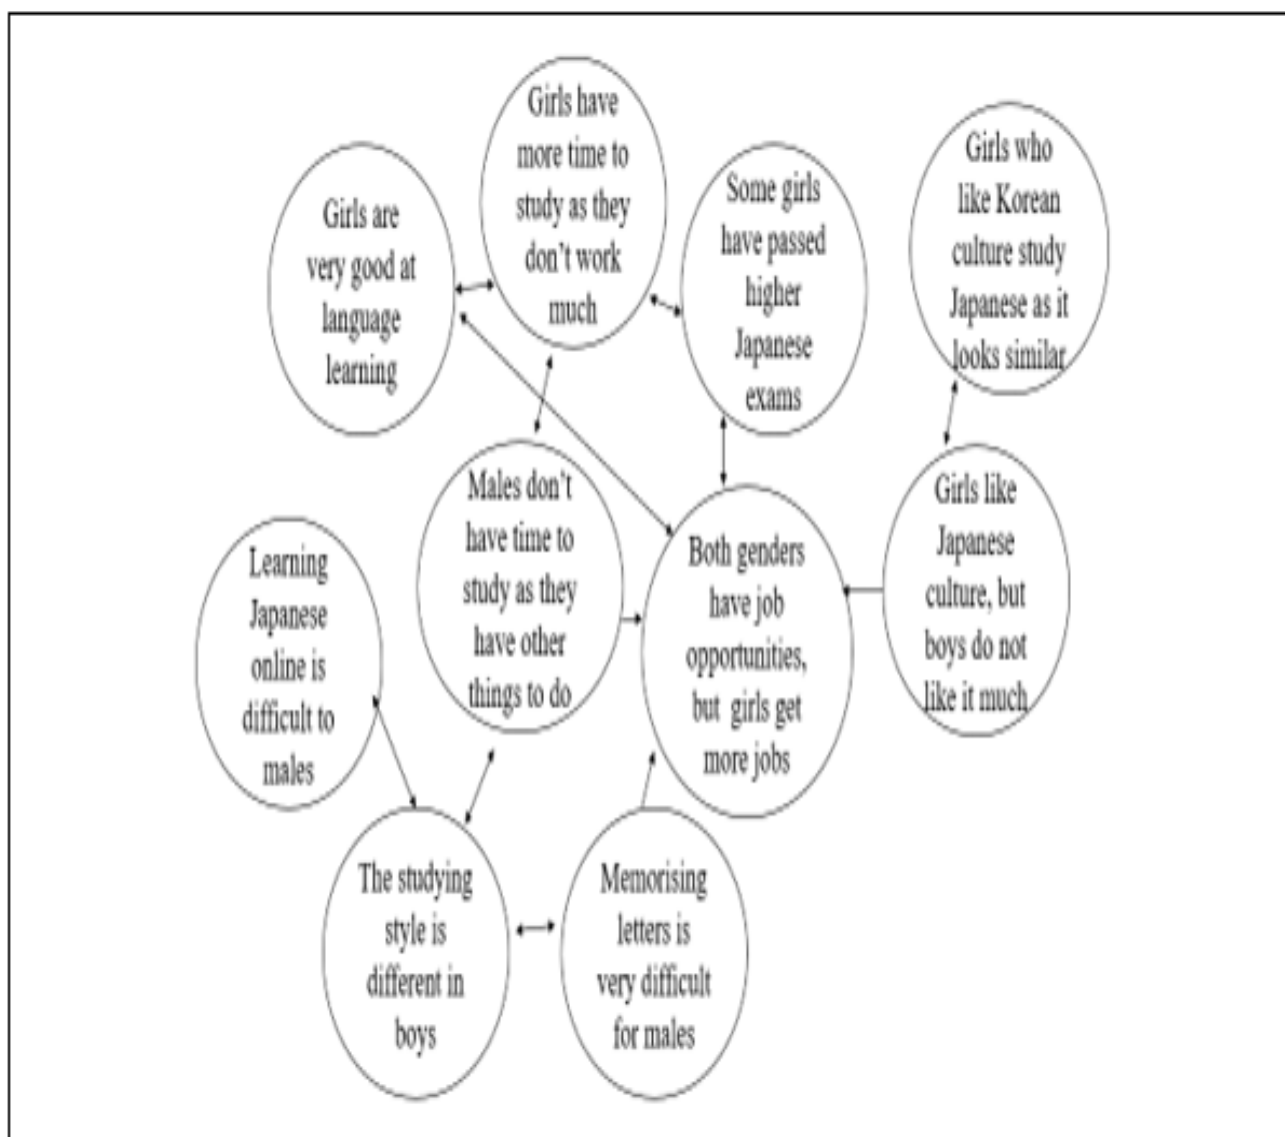 Girls have
more time to
study as they
don't work
much
Girls are
very good at
language
learning
Some girls
have passed
higher
Japanese
exams
Girls who
like Korean
culture study
Japanese as it
looks similar
Males don't
have time to
study as they
have other
things to do
Both genders
have job
opportunities,
but girls get
more jobs
Girls like
Japanese
culture, but
boys do not
like it much
Learning
Japanese
online is
difficult to
males
The studying
style is
different in
boys
Memorising
letters is
very difficult
for males